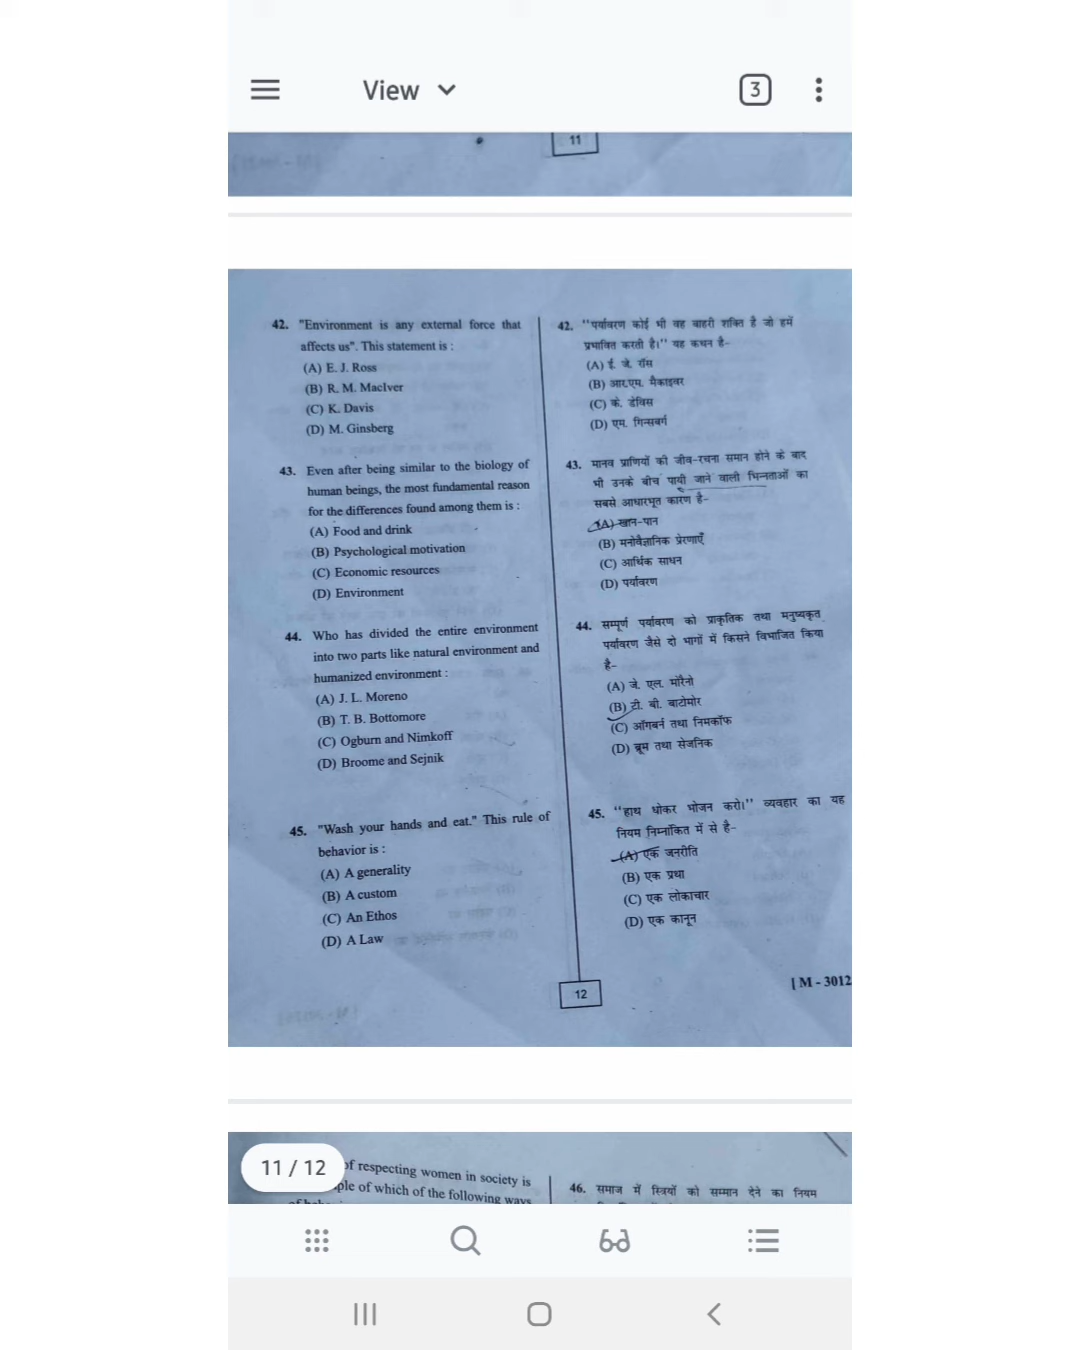 View
3
11
42. "Environment is any external force that
affects us". This statement is :
(A) E. J. Ross
(B) R. M. MacIver
(C) K. Davis
(D) M. Ginsberg
43. Even after being similar to the biology of
human beings, the most fundamental reason
for the differences found among them is :
(A) Food and drink
(B) Psychological motivation
(C) Economic resources
(D) Environment
44. Who has divided the entire environment
into two parts like natural environment and
humanized environment :
(A) J. L. Moreno
(B) T. B. Bottomore
(C) Ogburn and Nimkoff
(D) Broome and Sejnik
45. "Wash your hands and eat." This rule of
behavior is :
(A) A generality
(B) A custom
(C) An Ethos
(D) A Law
42. "पर्यावरण कोई भी वह बाहरी शक्ति है जो हमें
प्रभावित करती है।" यह कथन है-
(A) ई. जे. रॉस
(B) आर.एम. मैकाइवर
(C) के. डेविस
(D) एम. गिन्सबर्ग
43. मानव प्राणियों की जीव-रचना समान होने के बाद
भी उनके बीच पायी जाने वाली भिन्नताओं का
सबसे आधारभूत कारण है-
(A) खान-पान
(B) मनोवैज्ञानिक प्रेरणाएँ
(C) आर्थिक साधन
(D) पर्यावरण
44. सम्पूर्ण पर्यावरण को प्राकृतिक तथा मनुष्यकृत
पर्यावरण जैसे दो भागों में किसने विभाजित किया
है-
(A) जे. एल. मोरैनो
(B) टी. बी. बाटोमोर
(C) ऑगबर्न तथा निमकॉफ
(D) ब्रूम तथा सेजनिक
45. "हाथ धोकर भोजन करो।" व्यवहार का यह
नियम निम्नांकित में से है-
(A) एक जनरीति
(B) एक प्रथा
(C) एक लोकाचार
(D) एक कानून
12
[ M - 3012
11 / 12
of respecting women in society is
ple of which of the following ways
46. समाज में स्त्रियों को सम्मान देने का नियम